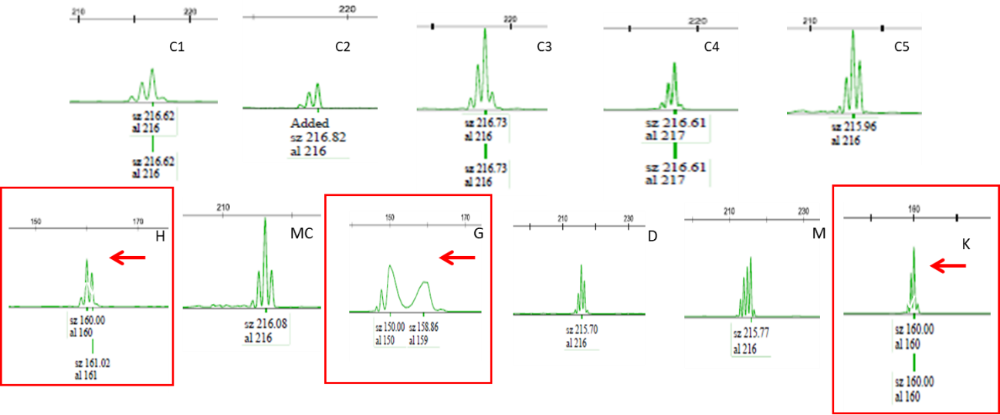 210 220
C1
sz 216.62
al 216
sz 216.62
al 216
220
C2
Added
sz 216.82
al 216
220
C3
sz 216.73
al 216
sz 216.73
al 216
220
C4
sz 216.61
al 217
sz 216.61
al 217
210
C5
sz 215.96
al 216
150 170
H
sz 160.00
al 160
sz 161.02
al 161
210
MC
sz 216.08
al 216
150 170
G
sz 150.00 sz 158.86
al 150 al 159
210 230
D
sz 215.70
al 216
210 230
M
sz 215.77
al 216
K
sz 160.00
al 160
sz 160.00
al 160